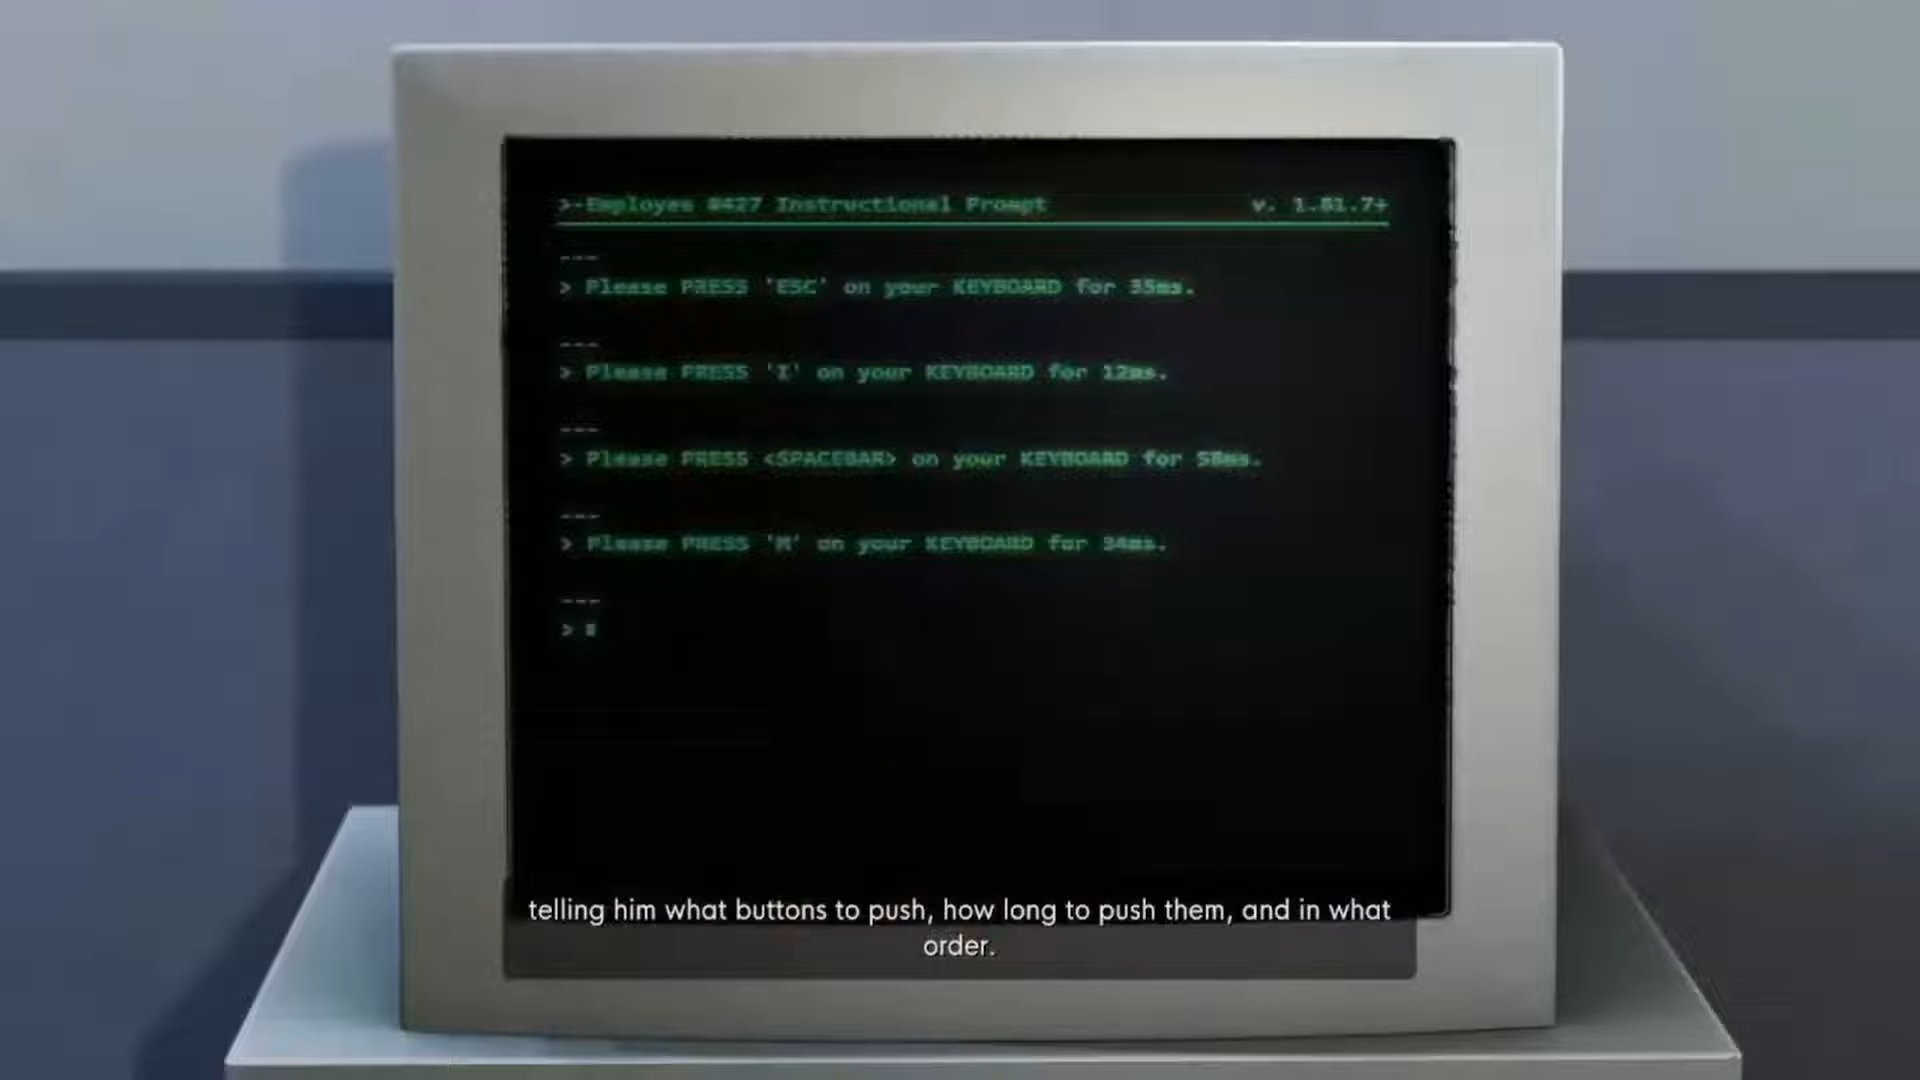 >-Employee #427 Instructional Prompt v. 1.81.7+
---
> Please PRESS 'ESC' on your KEYBOARD for 35ms.
---
> Please PRESS 'I' on your KEYBOARD for 12ms.
---
> Please PRESS <SPACEBAR> on your KEYBOARD for 58ms.
---
> Please PRESS 'M' on your KEYBOARD for 34ms.
---
>
telling him what buttons to push, how long to push them, and in what
order.